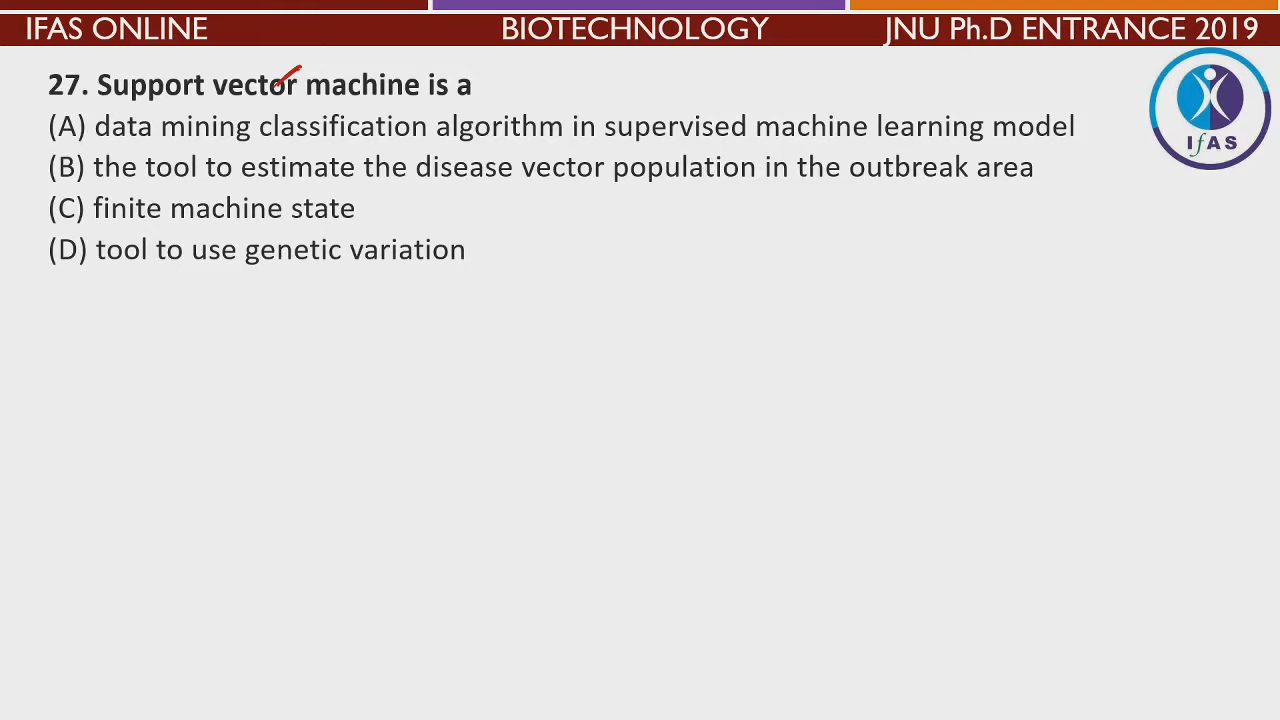 IFAS ONLINE BIOTECHNOLOGY JNU Ph.D ENTRANCE 2019
27. Support vector machine is a
(A) data mining classification algorithm in supervised machine learning model
(B) the tool to estimate the disease vector population in the outbreak area
(C) finite machine state
(D) tool to use genetic variation
IfAS